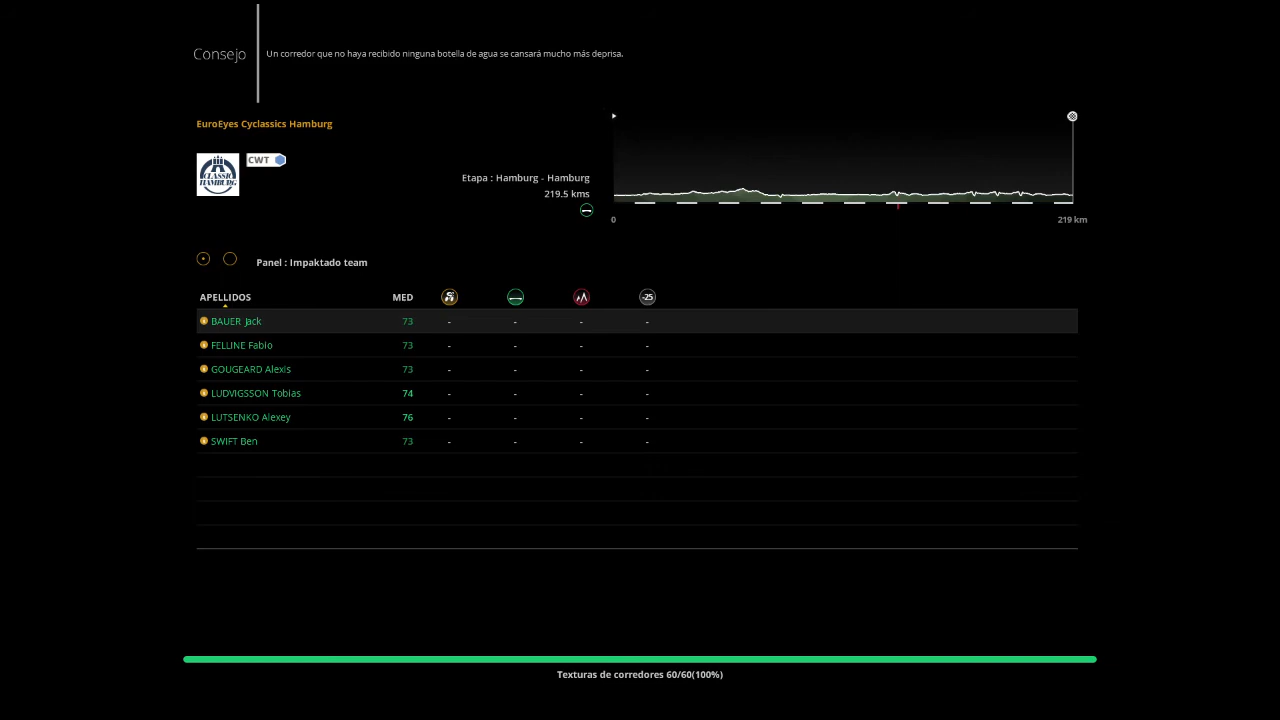 Consejo
Un corredor que no haya recibido ninguna botella de agua se cansará mucho más deprisa.
EuroEyes Cyclassics Hamburg
CLASSIC
HAMBURG
CWT
Etapa : Hamburg - Hamburg
219.5 kms
0
219 km
Panel : Impaktado team
APELLIDOS MED -25
BAUER Jack 73 - - - -
FELLINE Fabio 73 - - - -
GOUGEARD Alexis 73 - - - -
LUDVIGSSON Tobias 74 - - - -
LUTSENKO Alexey 76 - - - -
SWIFT Ben 73 - - - -
Texturas de corredores 60/60(100%)